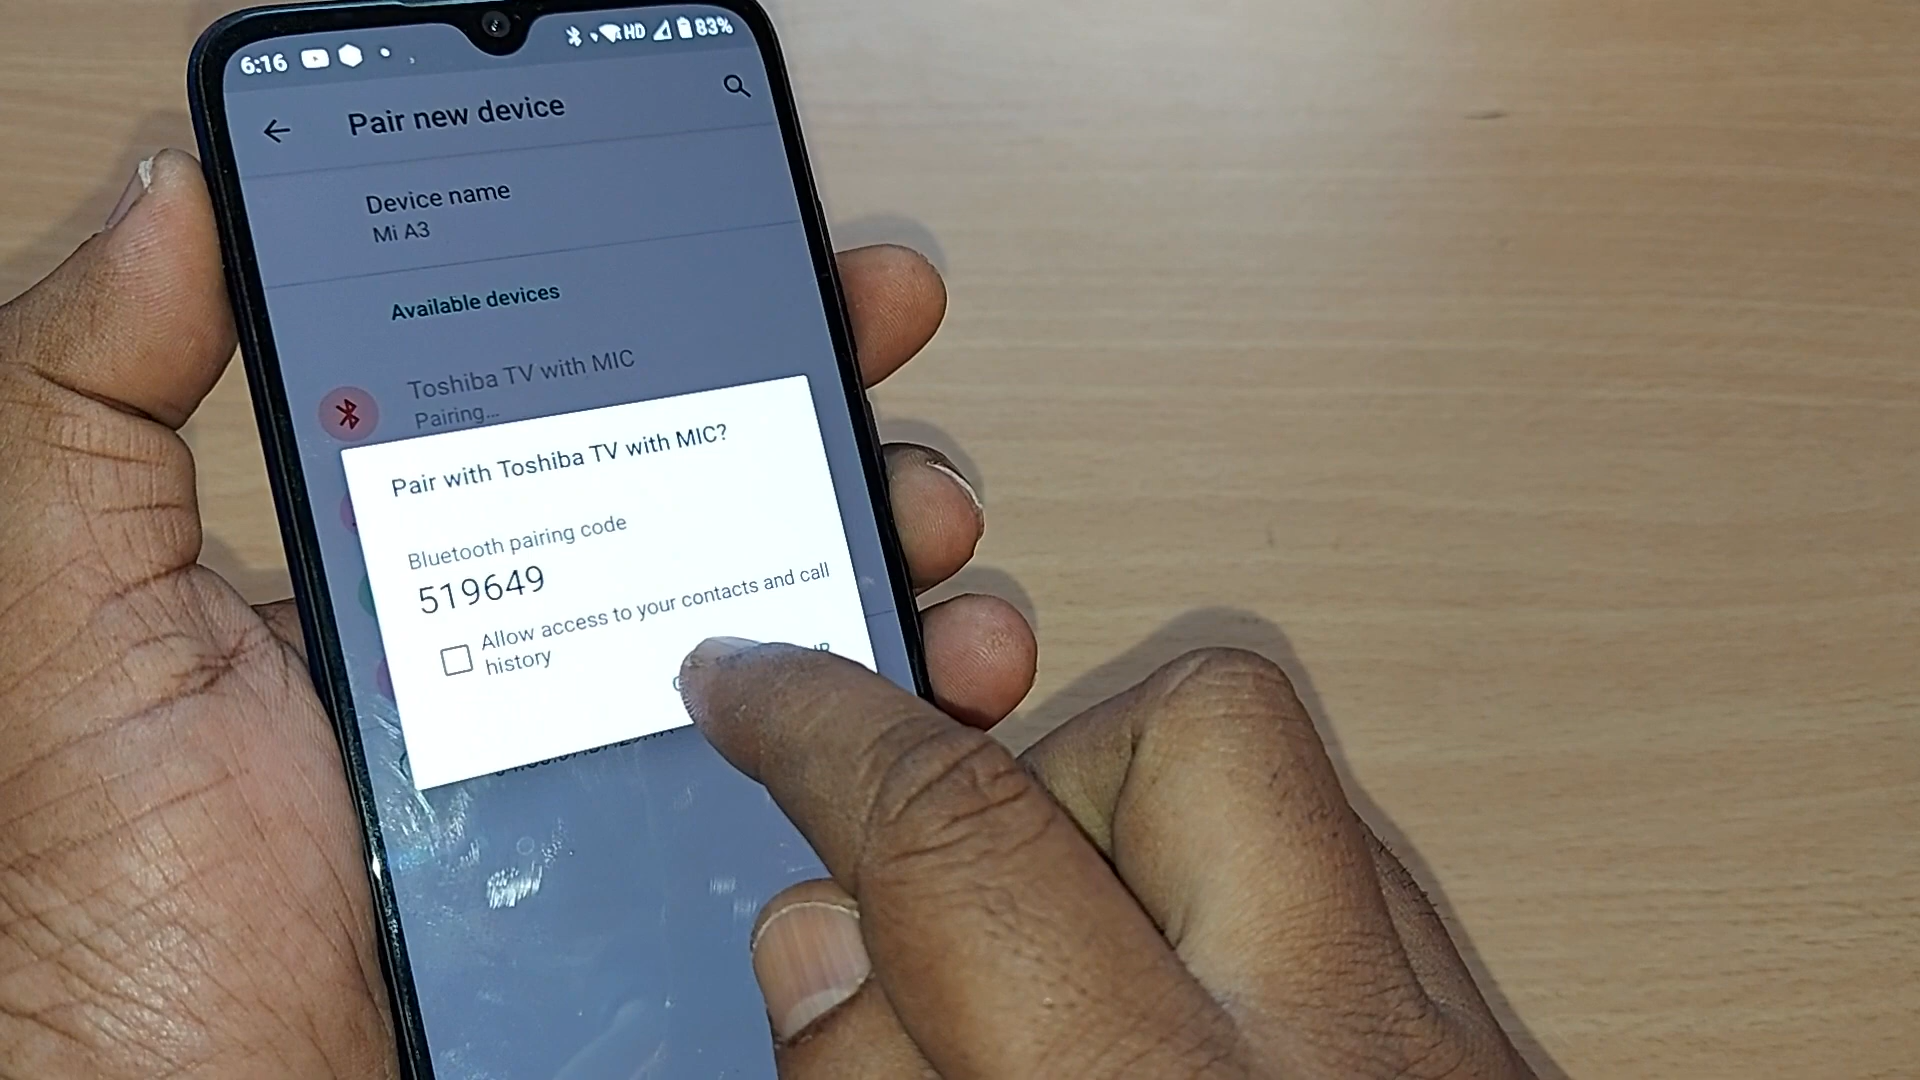 6:16
HD 83%
Pair new device
Device name
Mi A3
Available devices
Toshiba TV with MIC
Pairing...
Pair with Toshiba TV with MIC?
Bluetooth pairing code
519649
Allow access to your contacts and call
history